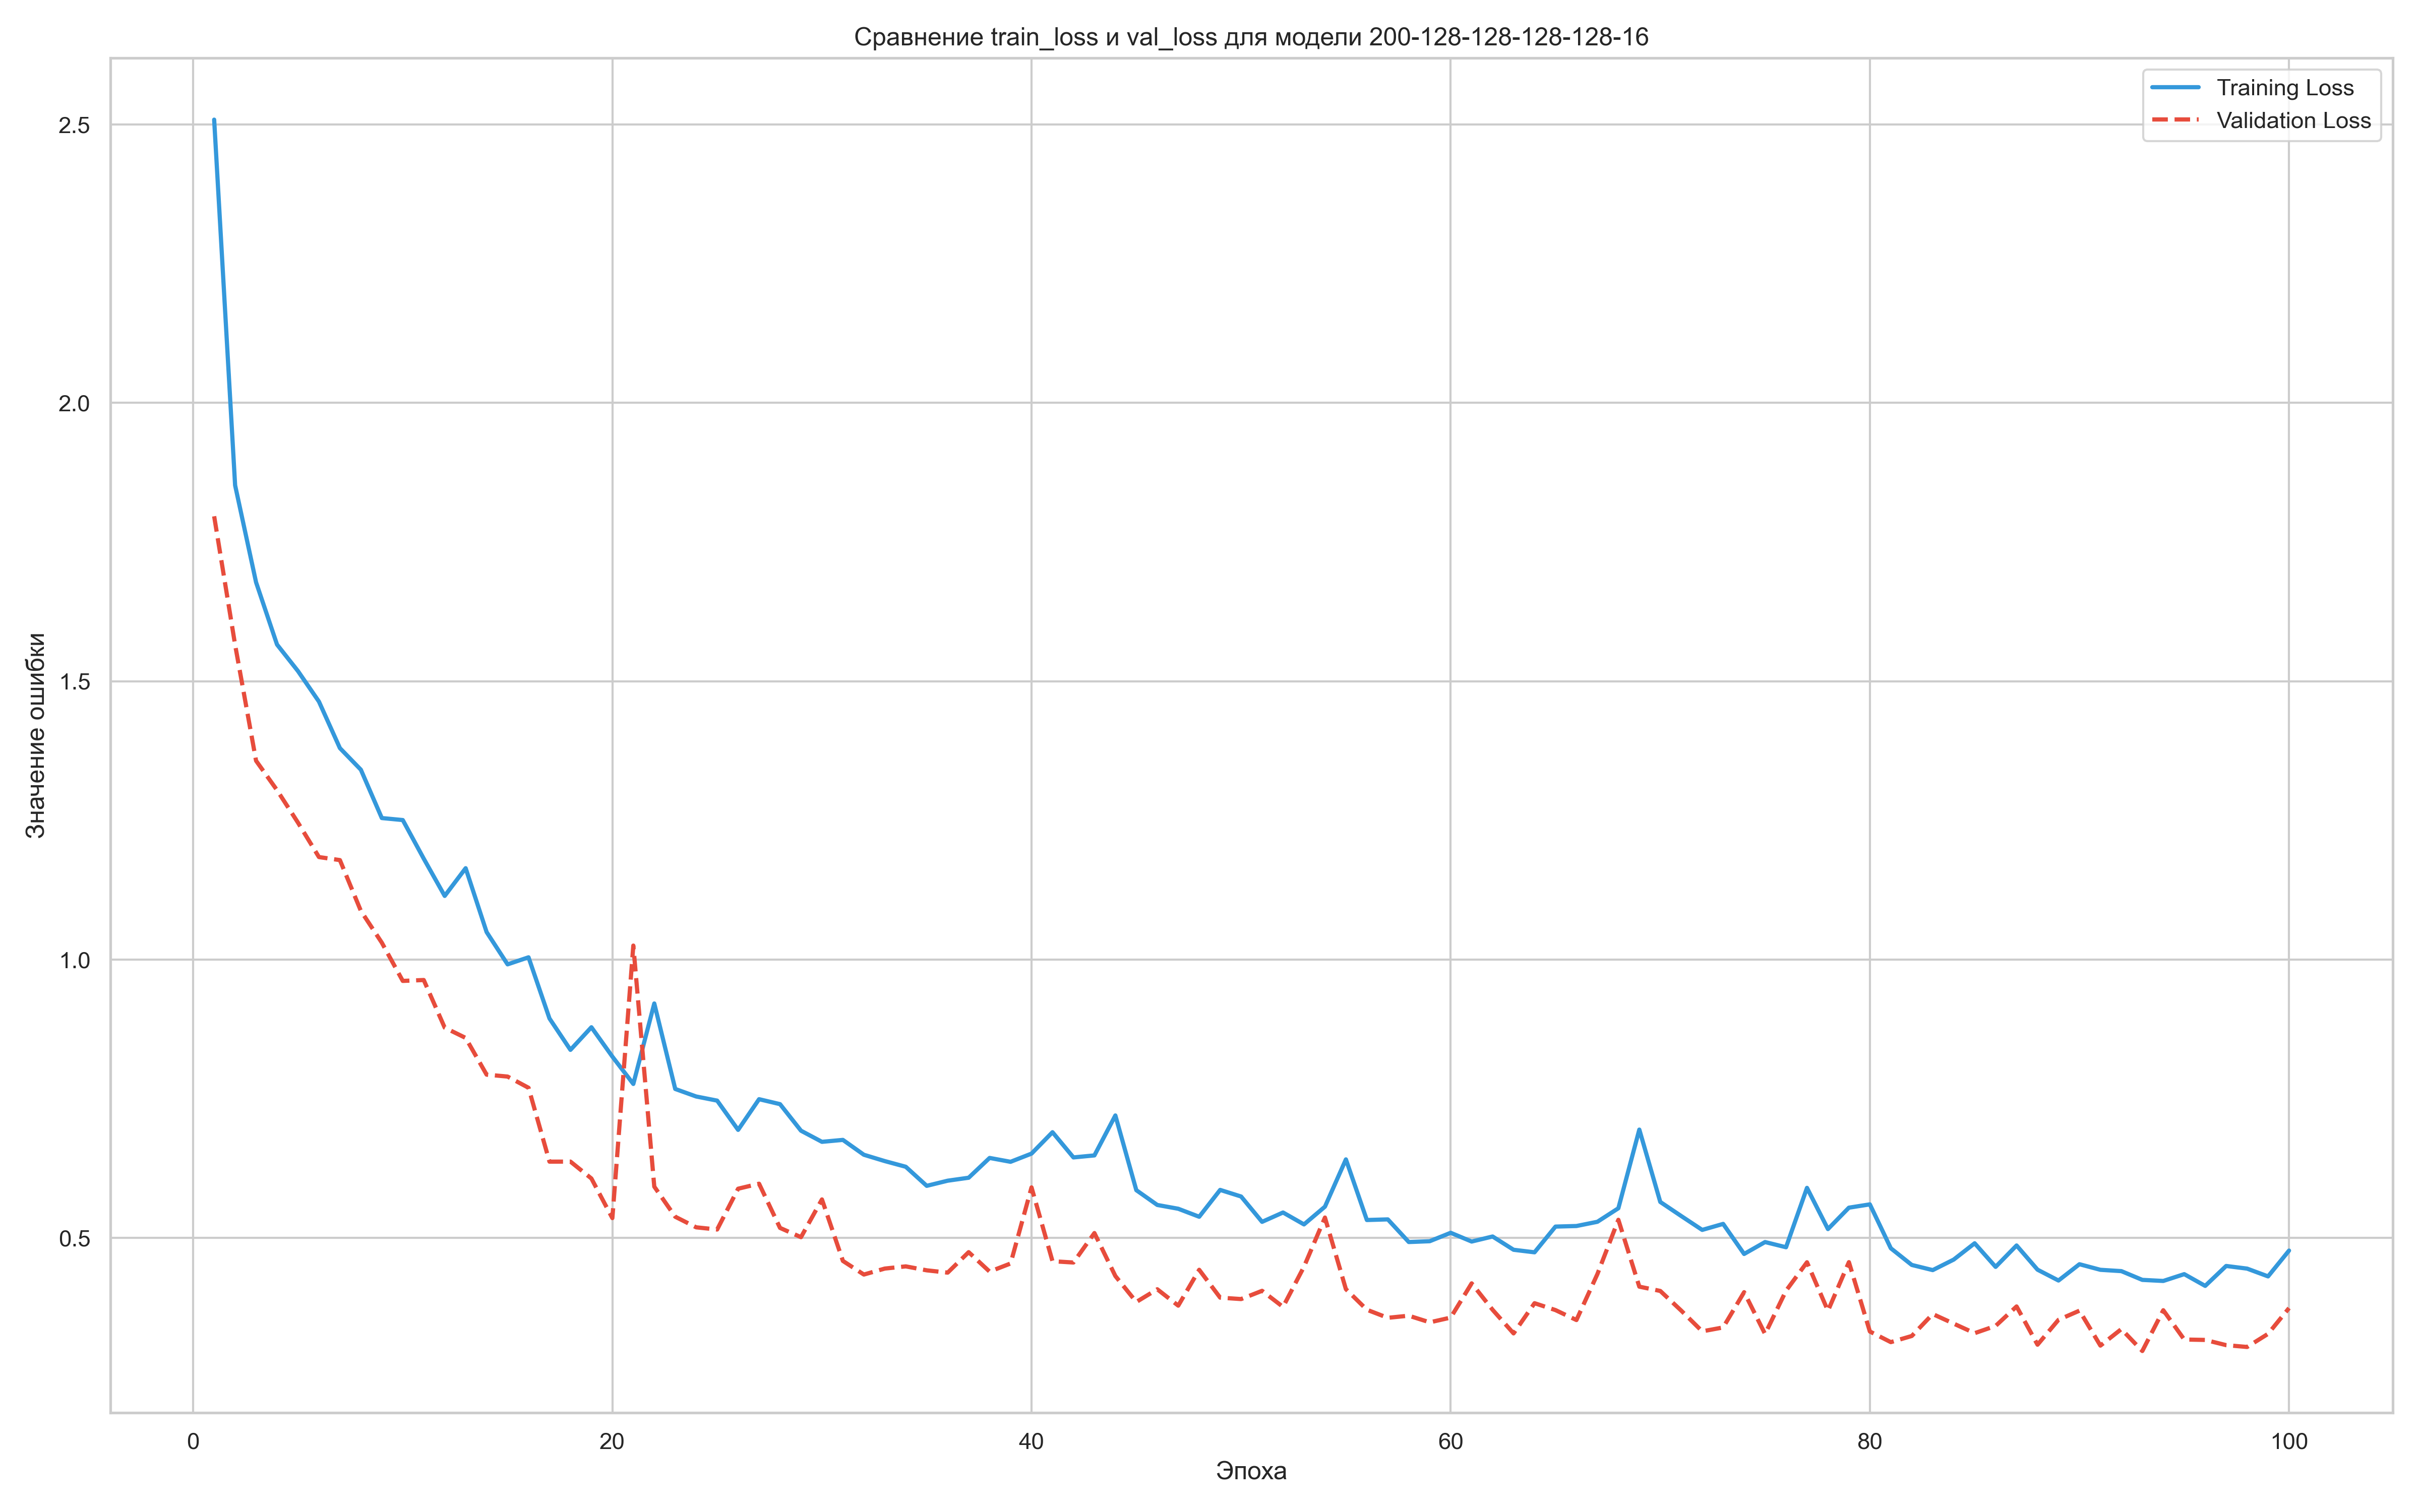 Сравнение train_loss и val_loss для модели 200-128-128-128-128-16
Training Loss
Validation Loss
2.5
2.0
1.5
1.0
0.5
Значение ошибки
0
20
40
60
80
100
Эпоха